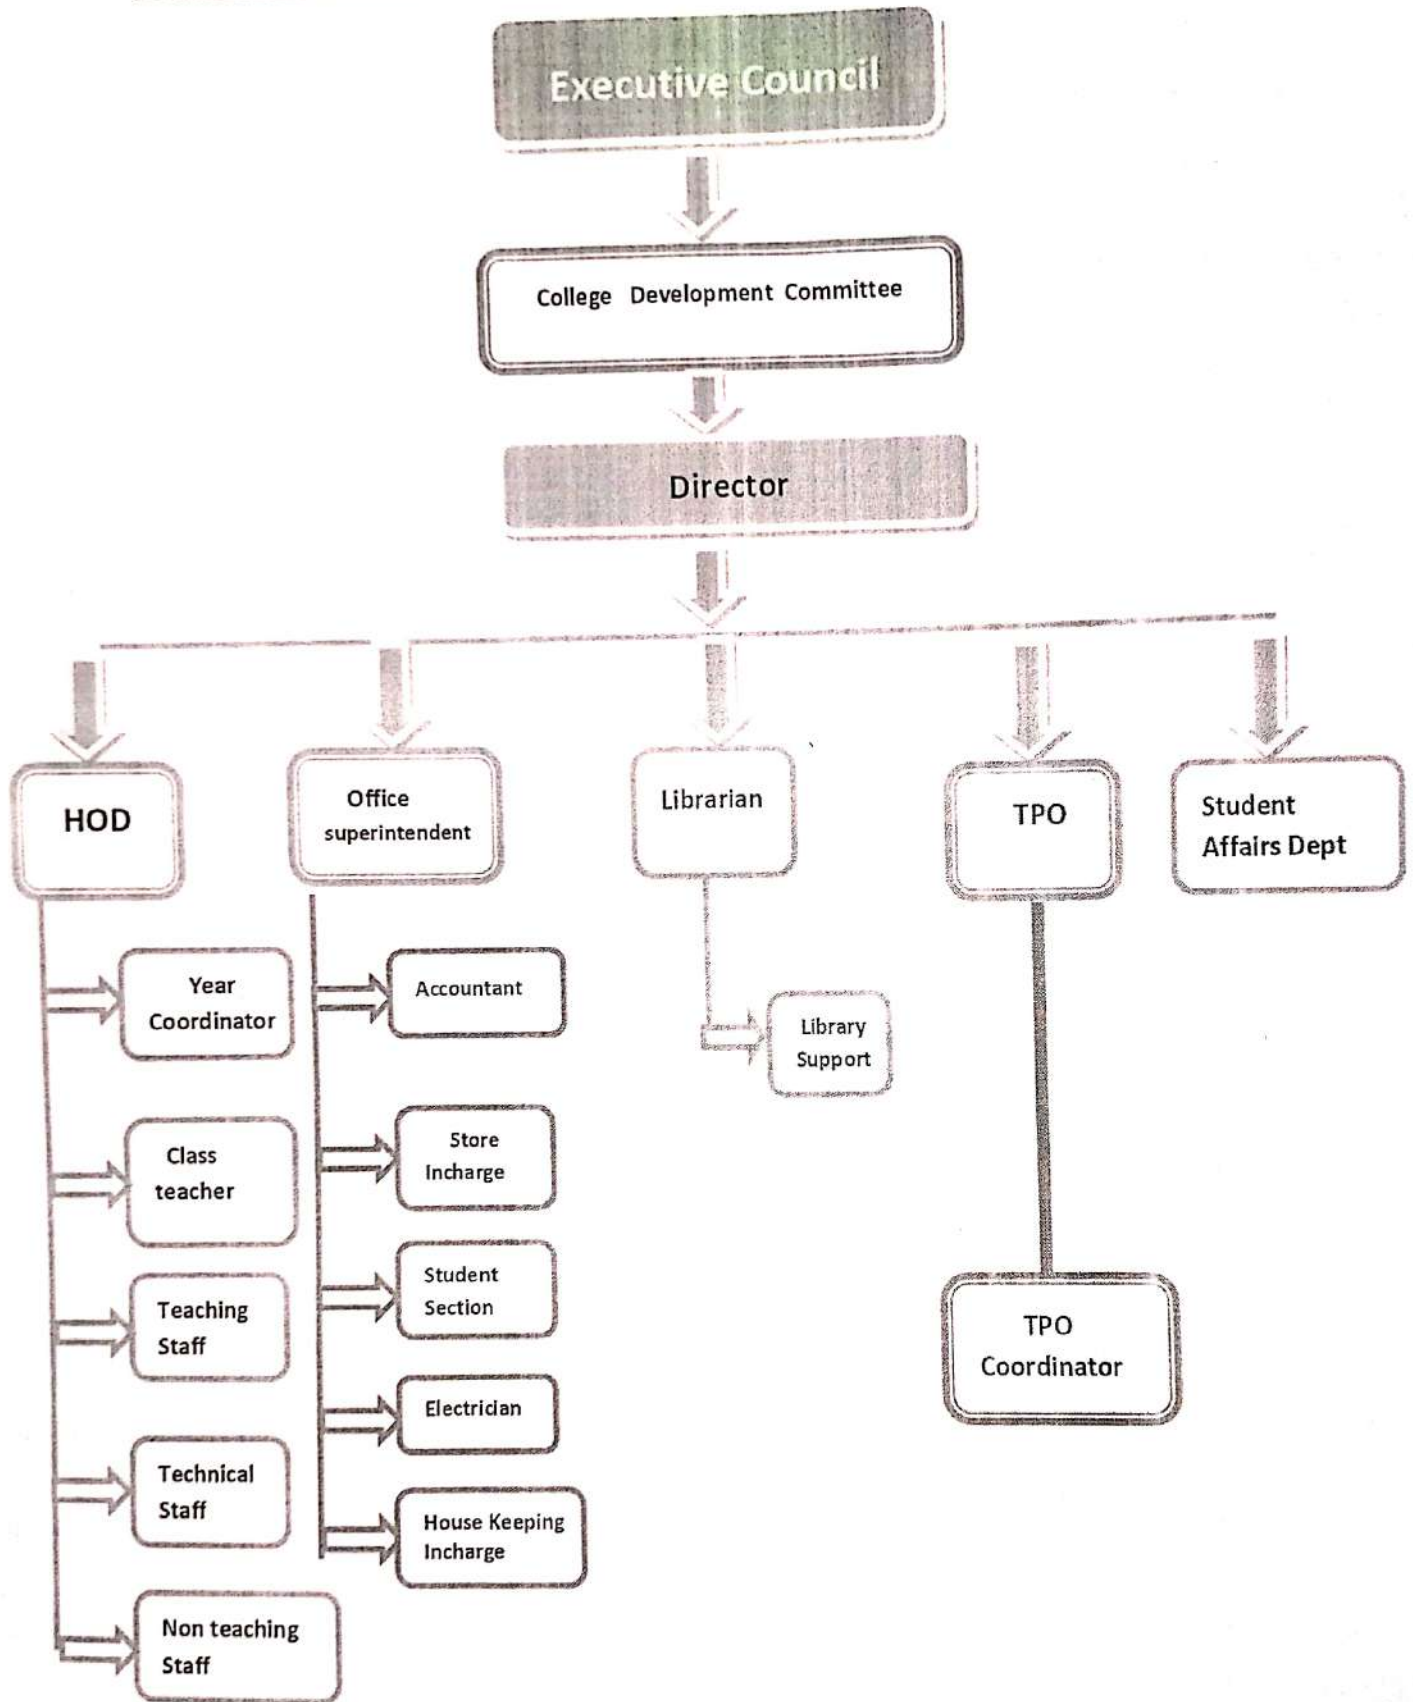 Executive Council
College Development Committee
Director
HOD
Office
superintendent
Librarian
TPO
Student
Affairs Dept
Year
Coordinator
Class
teacher
Teaching
Staff
Technical
Staff
Non teaching
Staff
Accountant
Store
Incharge
Student
Section
Electrician
House Keeping
Incharge
Library
Support
TPO
Coordinator